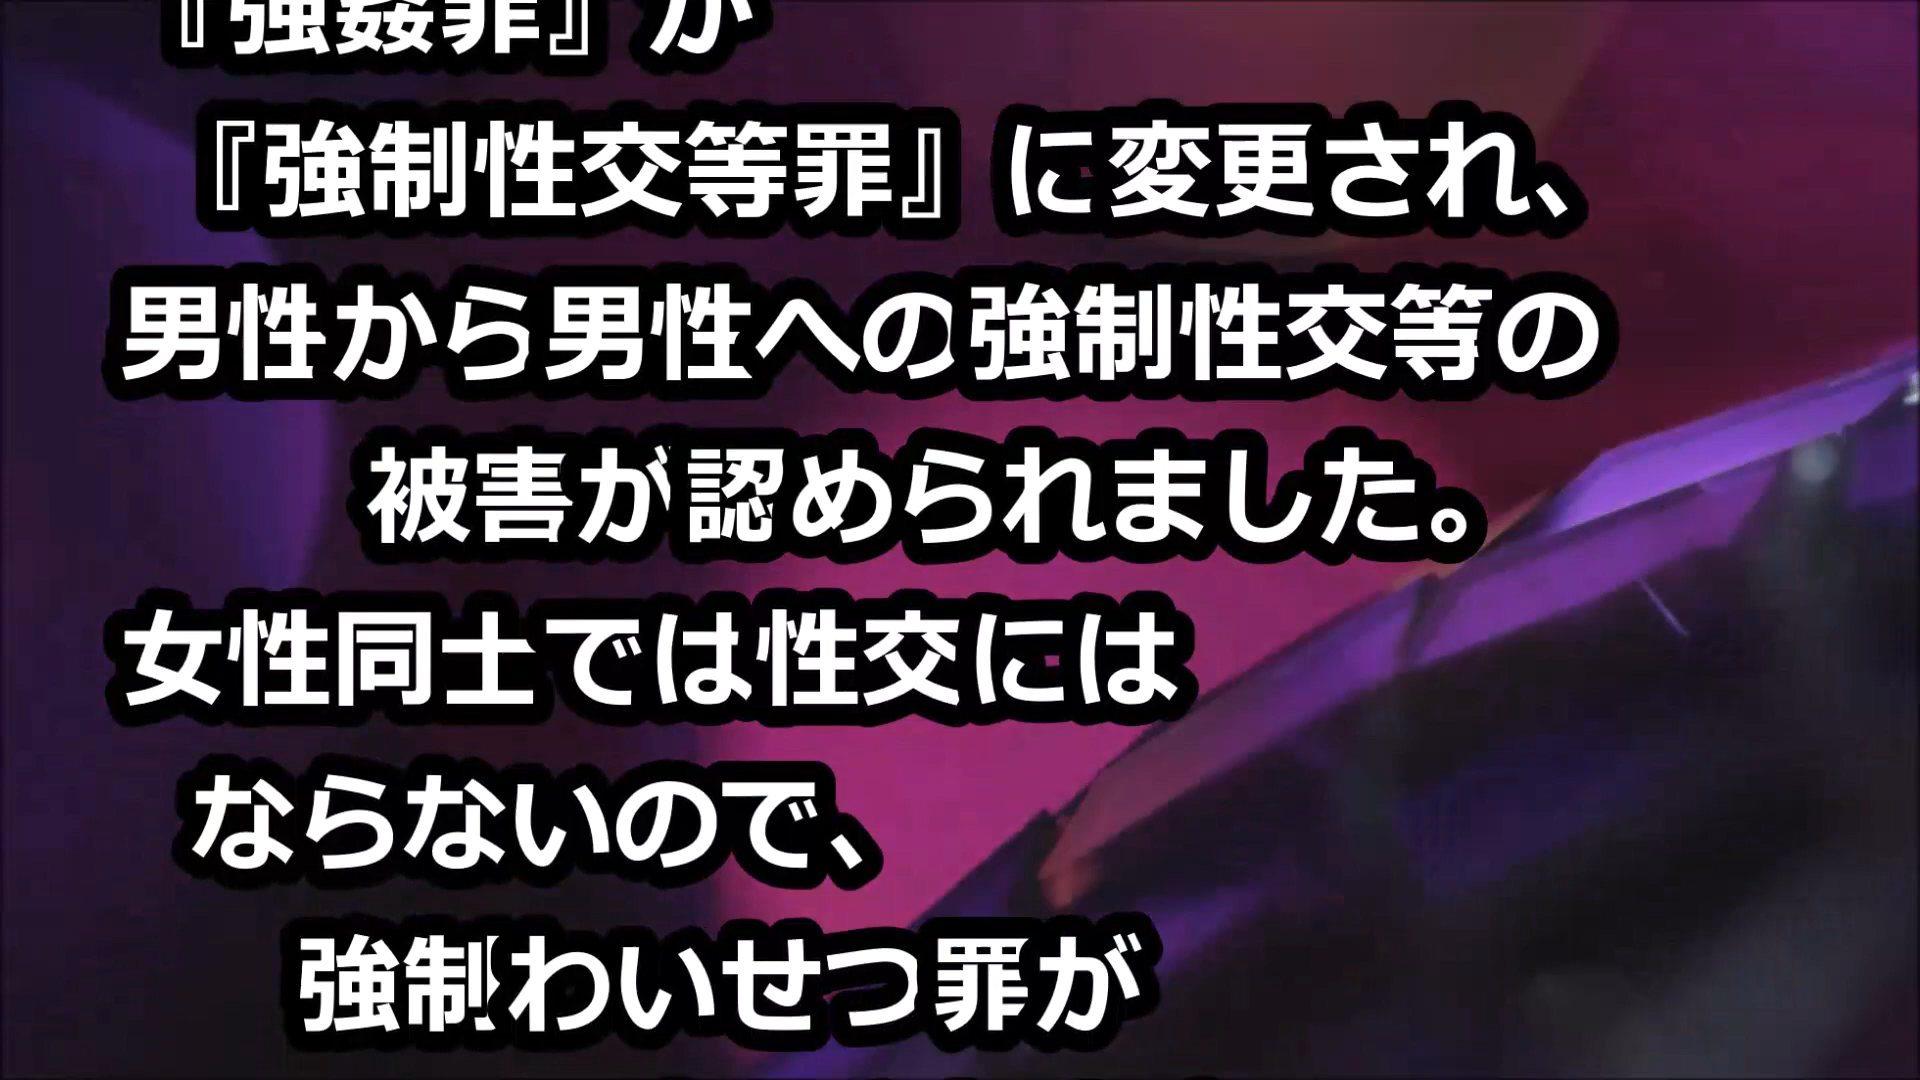 『強姦罪』が
『強制性交等罪』に変更され、
男性から男性への強制性交等の
被害が認められました。
女性同士では性交には
ならないので、
強制わいせつ罪が